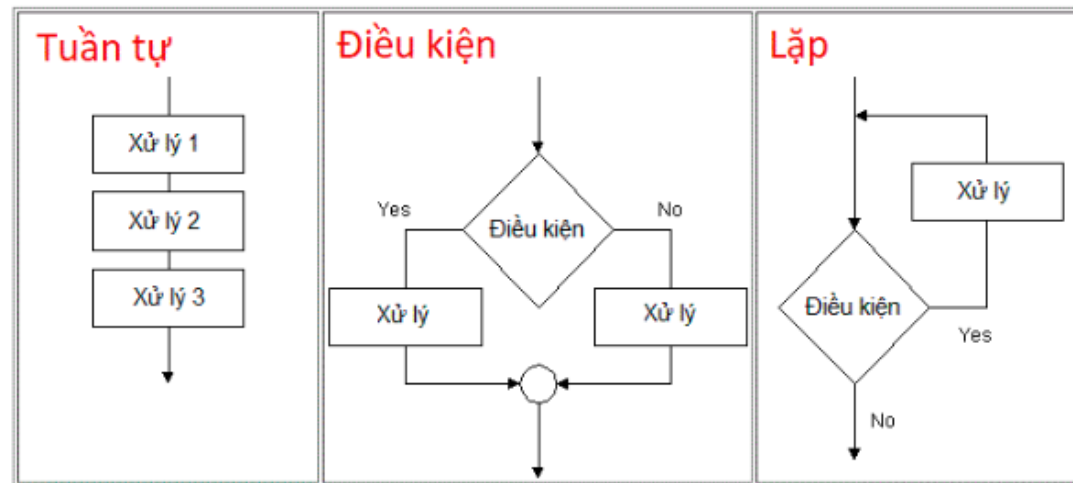 Tuần tự
Xử lý 1
Xử lý 2
Xử lý 3
Điều kiện
Yes
No
Điều kiện
Xử lý
Xử lý
Lặp
Xử lý
Điều kiện
Yes
No